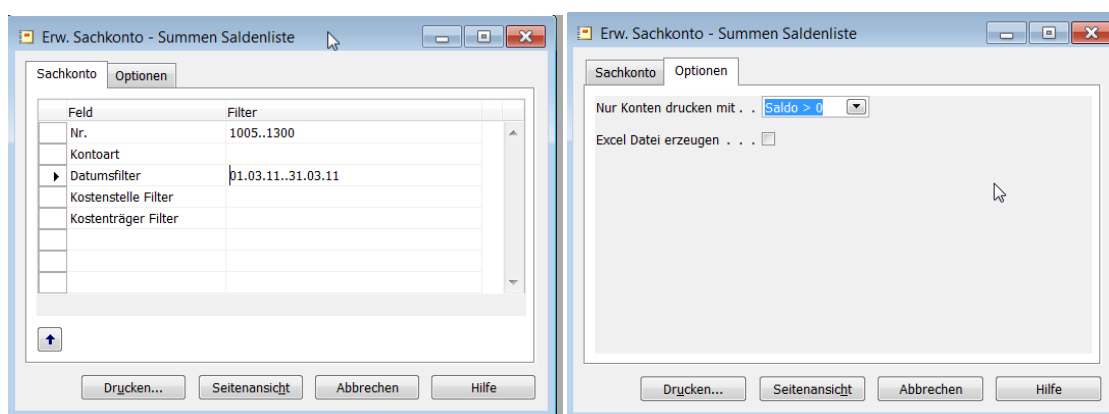 Erw. Sachkonto - Summen Saldenliste
Sachkonto Optionen
Feld Filter
Nr. 1005..1300
Kontoart
Datumsfilter 01.03.11..31.03.11
Kostenstelle Filter
Kostenträger Filter
Drucken... Seitenansicht Abbrechen Hilfe
Erw. Sachkonto - Summen Saldenliste
Sachkonto Optionen
Nur Konten drucken mit . . Saldo > 0
Excel Datei erzeugen . . .
Drucken... Seitenansicht Abbrechen Hilfe